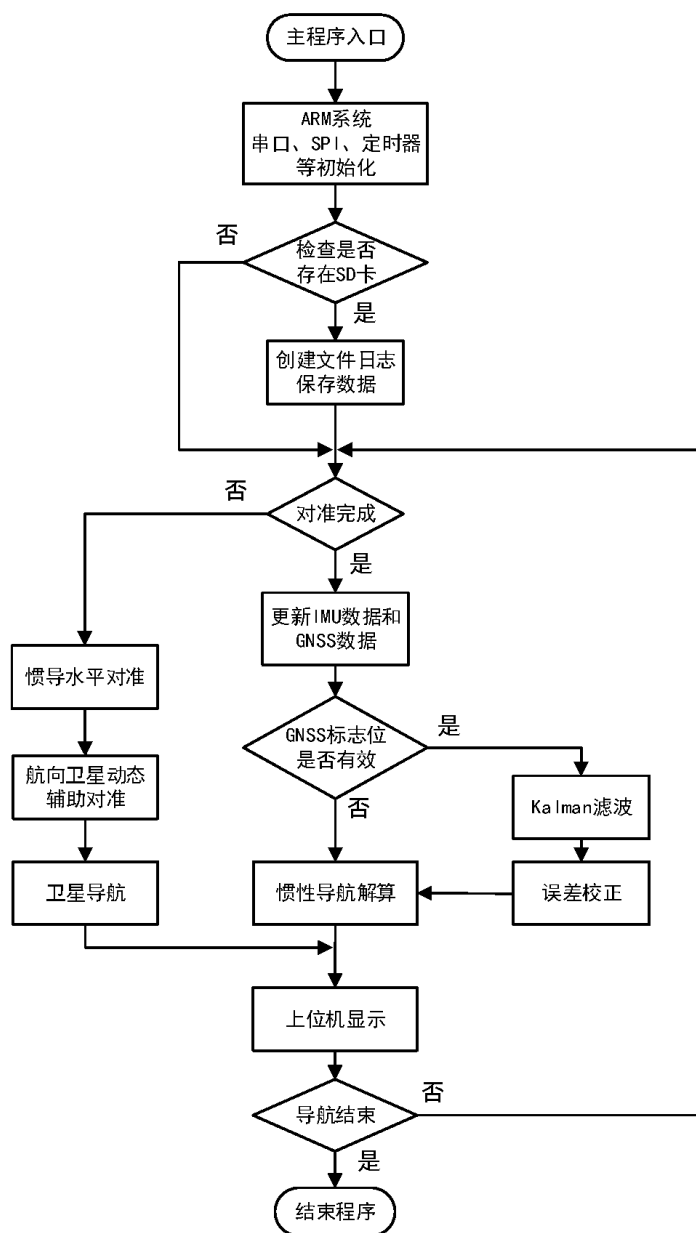 主程序入口
ARM系统
串口、SPI、定时器
等初始化
否
检查是否
存在SD卡
是
创建文件日志
保存数据
否
对准完成
是
更新IMU数据和
GNSS数据
惯导水平对准
GNSS标志位
是否有效
是
航向卫星动态
辅助对准
否
Kalman滤波
卫星导航
惯性导航解算
误差校正
上位机显示
导航结束
否
是
结束程序